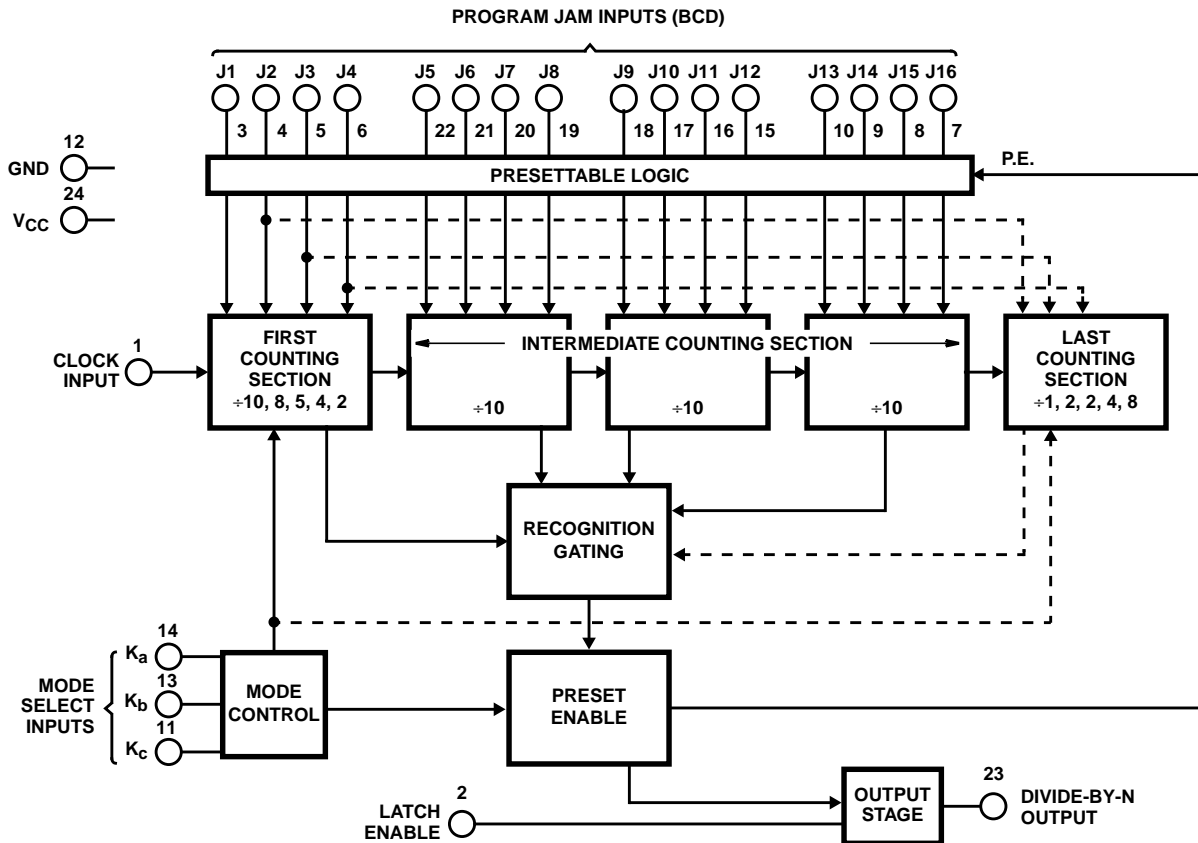 PROGRAM JAM INPUTS (BCD)
J1 J2 J3 J4 J5 J6 J7 J8 J9 J10 J11 J12 J13 J14 J15 J16
3 4 5 6 22 21 20 19 18 17 16 15 10 9 8 7
12
GND
24
VCC
PRESETTABLE LOGIC
P.E.
1
CLOCK
INPUT
FIRST
COUNTING
SECTION
÷10, 8, 5, 4, 2
INTERMEDIATE COUNTING SECTION
÷10
÷10
÷10
LAST
COUNTING
SECTION
÷1, 2, 2, 4, 8
RECOGNITION
GATING
MODE
SELECT
INPUTS
14
Ka
13
Kb
11
Kc
MODE
CONTROL
PRESET
ENABLE
2
LATCH
ENABLE
OUTPUT
STAGE
23
DIVIDE-BY-N
OUTPUT